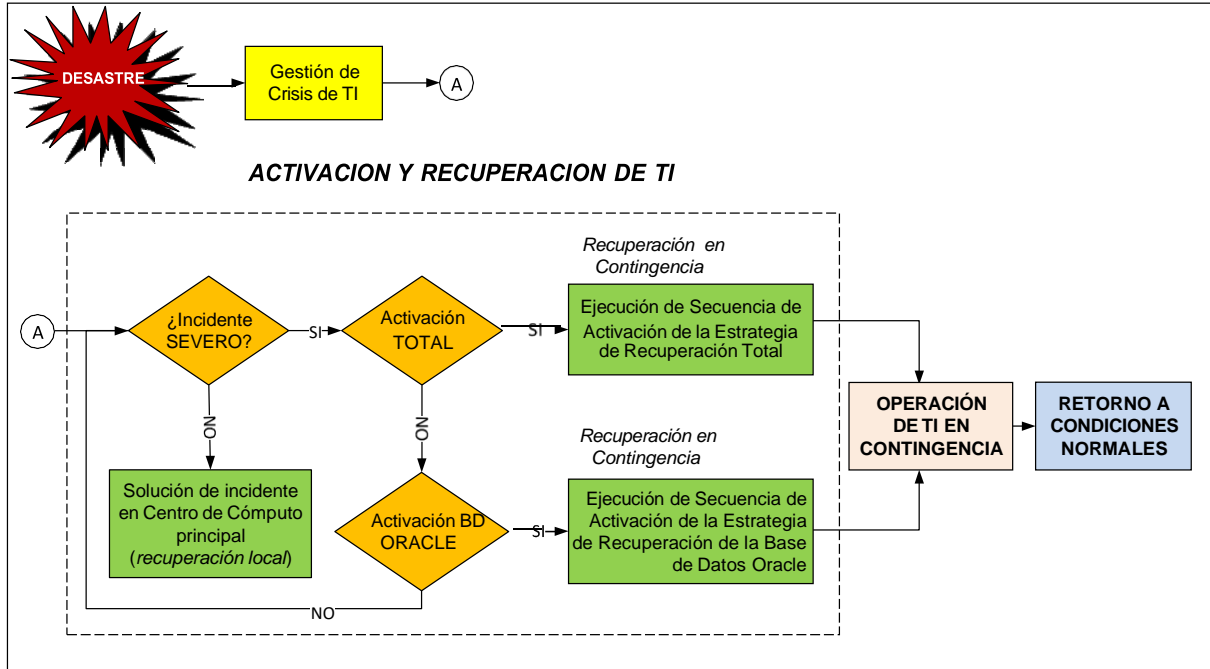 DESASTRE
Gestión de
Crisis de TI
A
ACTIVACION Y RECUPERACION DE TI
Recuperación en
Contingencia
A
¿Incidente
SEVERO?
SI
Activación
TOTAL
SI
Ejecución de Secuencia de
Activación de la Estrategia
de Recuperación Total
NO
NO
OPERACIÓN
DE TI EN
CONTINGENCIA
RETORNO A
CONDICIONES
NORMALES
Recuperación en
Contingencia
Solución de incidente
en Centro de Cómputo
principal
(recuperación local)
Activación BD
ORACLE
SI
Ejecución de Secuencia de
Activación de la Estrategia
de Recuperación de la Base
de Datos Oracle
NO